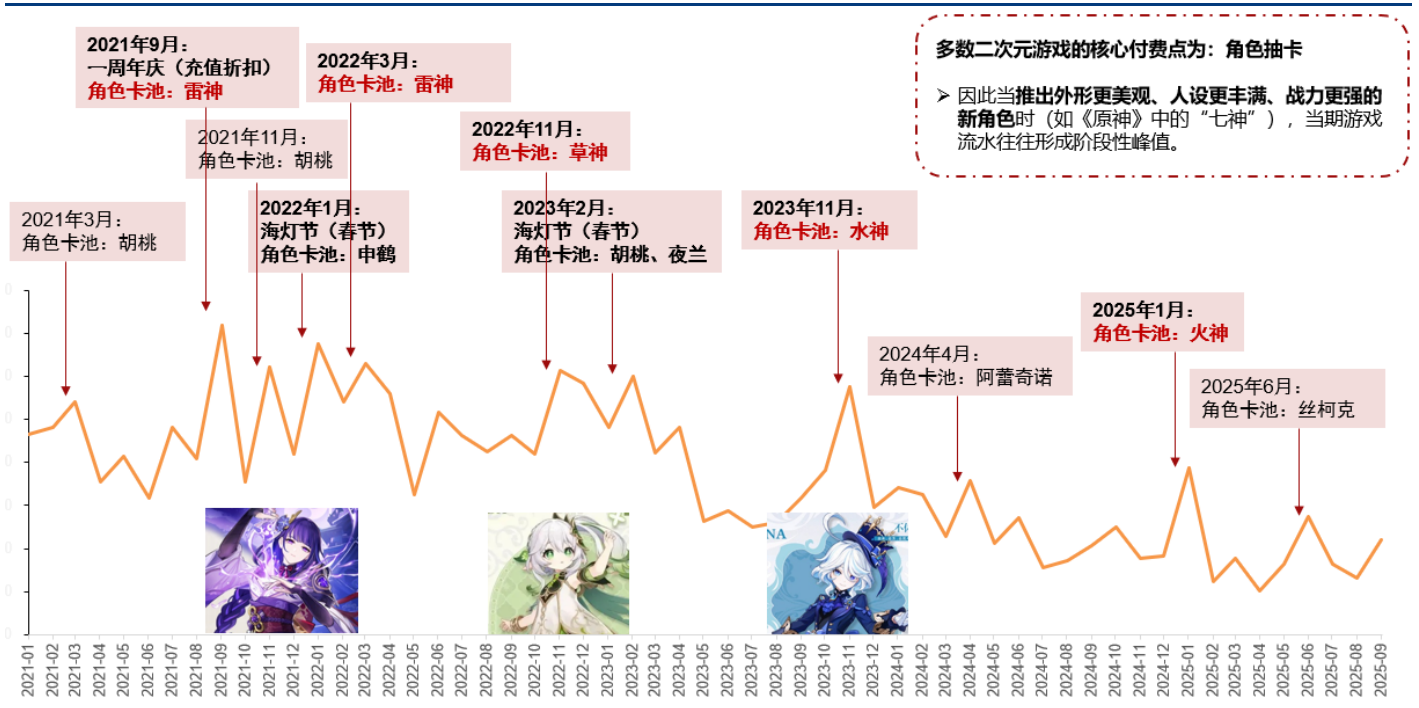 2021年9月：
一周年庆（充值折扣）
角色卡池：雷神
2022年3月：
角色卡池：雷神
多数二次元游戏的核心付费点为：角色抽卡
➢ 因此当推出外形更美观、人设更丰满、战力更强的
新角色时（如《原神》中的“七神”），当期游戏
流水往往形成阶段性峰值。
2021年11月：
角色卡池：胡桃
2022年11月：
角色卡池：草神
2021年3月：
角色卡池：胡桃
2022年1月：
海灯节（春节）
角色卡池：申鹤
2023年2月：
海灯节（春节）
角色卡池：胡桃、夜兰
2023年11月：
角色卡池：水神
2025年1月：
角色卡池：火神
2024年4月：
角色卡池：阿蕾奇诺
2025年6月：
角色卡池：丝柯克
0
0
0
0
0
0
0
0
0
NA
不休
2021-01
2021-02
2021-03
2021-04
2021-05
2021-06
2021-07
2021-08
2021-09
2021-10
2021-11
2021-12
2022-01
2022-02
2022-03
2022-04
2022-05
2022-06
2022-07
2022-08
2022-09
2022-10
2022-11
2022-12
2023-01
2023-02
2023-03
2023-04
2023-05
2023-06
2023-07
2023-08
2023-09
2023-10
2023-11
2023-12
2024-01
2024-02
2024-03
2024-04
2024-05
2024-06
2024-07
2024-08
2024-09
2024-10
2024-11
2024-12
2025-01
2025-02
2025-03
2025-04
2025-05
2025-06
2025-07
2025-08
2025-09